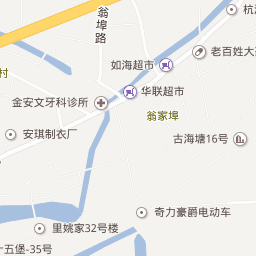 翁
埠
路
杭
如海超市
老百姓大
村
金安文牙科诊所
华联超市
翁家埠
安琪制衣厂
古海塘16号
奇力豪爵电动车
里姚家32号楼
十五堡-35号